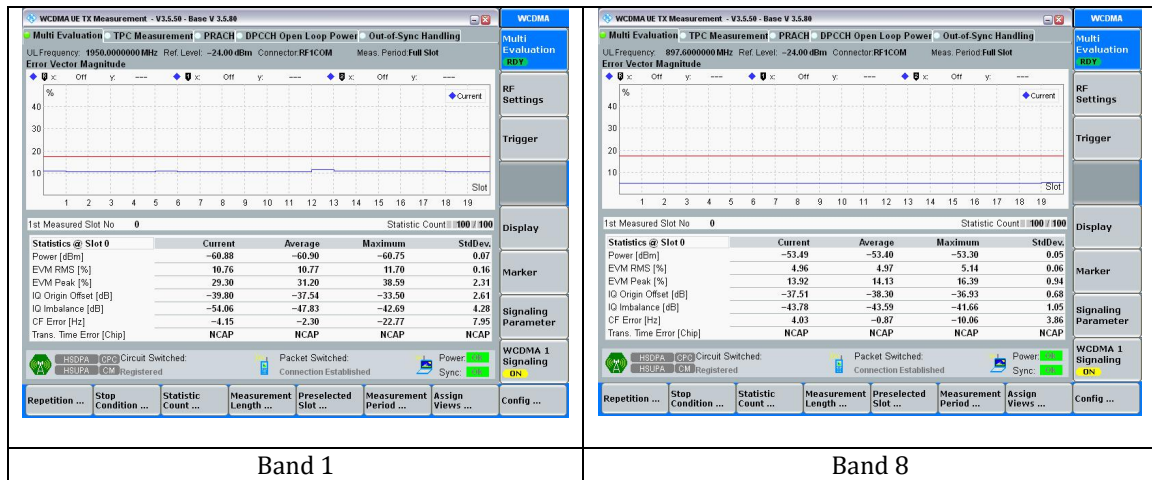 WCDMA UE TX Measurement - V3.5.50 - Base V 3.5.80
WCDMA
Multi Evaluation TPC Measurement PRACH DPCCH Open Loop Power Out-of-Sync Handling
Multi
Evaluation
RDY
UL Frequency: 1950.0000000 MHz Ref. Level: -24.00 dBm Connector: RF1COM Meas. Period: Full Slot
Error Vector Magnitude
x: Off y: --- x: Off y: --- x: Off y: ---
%
Current
40
30
20
10
Slot
1 2 3 4 5 6 7 8 9 10 11 12 13 14 15 16 17 18 19
RF
Settings
Trigger
1st Measured Slot No 0 Statistic Count 100 / 100
Display
Statistics @ Slot 0 Current Average Maximum StdDev.
Power [dBm] -60.88 -60.90 -60.75 0.07
EVM RMS [%] 10.76 10.77 11.70 0.16
EVM Peak [%] 29.30 31.20 38.59 2.31
IQ Origin Offset [dB] -39.80 -37.54 -33.50 2.61
IQ Imbalance [dB] -54.06 -47.83 -42.69 4.28
CF Error [Hz] -4.15 -2.30 -22.77 7.95
Trans. Time Error [Chip] NCAP NCAP NCAP NCAP
Marker
Signaling
Parameter
HSDPA CPC Circuit Switched: Packet Switched: Power: OK
HSUPA CM Registered Connection Established Sync: OK
WCDMA 1
Signaling
ON
Repetition ... Stop Condition ... Statistic Count ... Measurement Length ... Preselected Slot ... Measurement Period ... Assign Views ... Config ...
Band 1
WCDMA UE TX Measurement - V3.5.50 - Base V 3.5.80
WCDMA
Multi Evaluation TPC Measurement PRACH DPCCH Open Loop Power Out-of-Sync Handling
Multi
Evaluation
RDY
UL Frequency: 897.6000000 MHz Ref. Level: -24.00 dBm Connector: RF1COM Meas. Period: Full Slot
Error Vector Magnitude
x: Off y: --- x: Off y: --- x: Off y: ---
%
Current
40
30
20
10
Slot
1 2 3 4 5 6 7 8 9 10 11 12 13 14 15 16 17 18 19
RF
Settings
Trigger
1st Measured Slot No 0 Statistic Count 100 / 100
Display
Statistics @ Slot 0 Current Average Maximum StdDev.
Power [dBm] -53.49 -53.40 -53.30 0.05
EVM RMS [%] 4.96 4.97 5.14 0.06
EVM Peak [%] 13.92 14.13 16.39 0.94
IQ Origin Offset [dB] -37.51 -38.30 -36.93 0.68
IQ Imbalance [dB] -43.78 -43.59 -41.66 1.05
CF Error [Hz] 4.03 -0.87 -10.06 3.86
Trans. Time Error [Chip] NCAP NCAP NCAP NCAP
Marker
Signaling
Parameter
HSDPA CPC Circuit Switched: Packet Switched: Power: OK
HSUPA CM Registered Connection Established Sync: OK
WCDMA 1
Signaling
ON
Repetition ... Stop Condition ... Statistic Count ... Measurement Length ... Preselected Slot ... Measurement Period ... Assign Views ... Config ...
Band 8